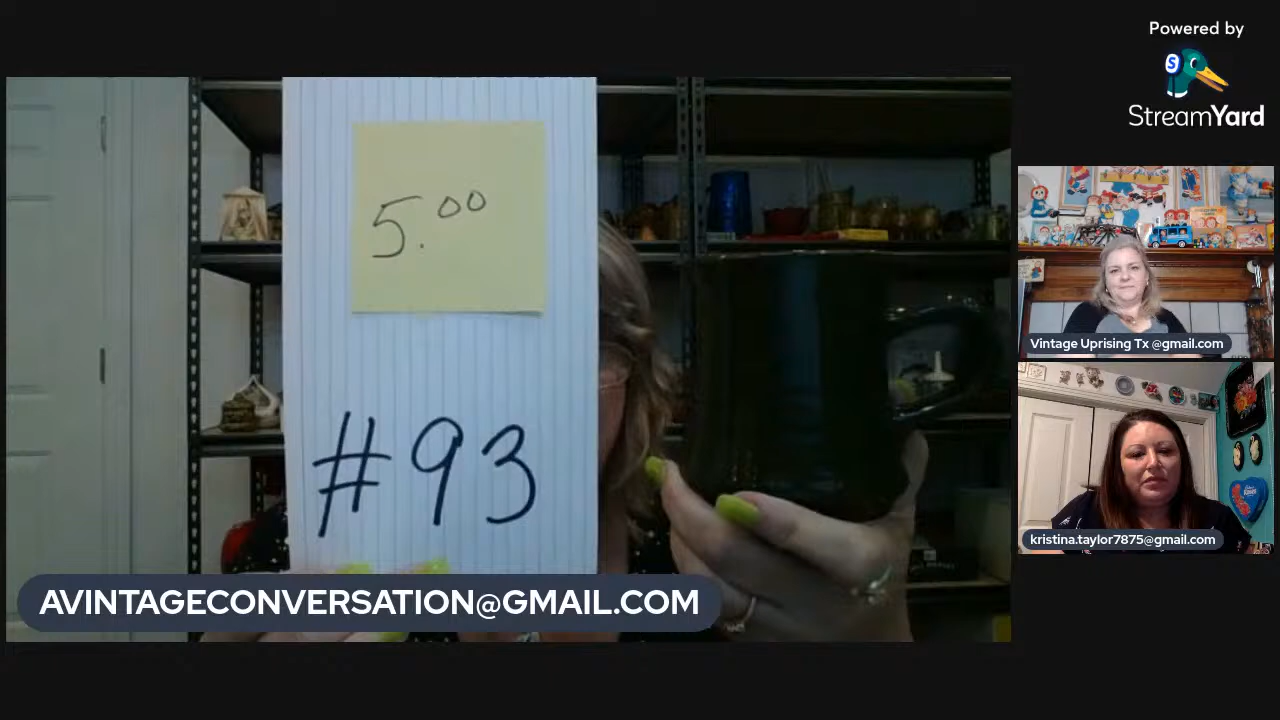 Powered by
StreamYard
5.00
#93
AVINTAGECONVERSATION@GMAIL.COM
Vintage Uprising Tx @gmail.com
kristina.taylor7875@gmail.com